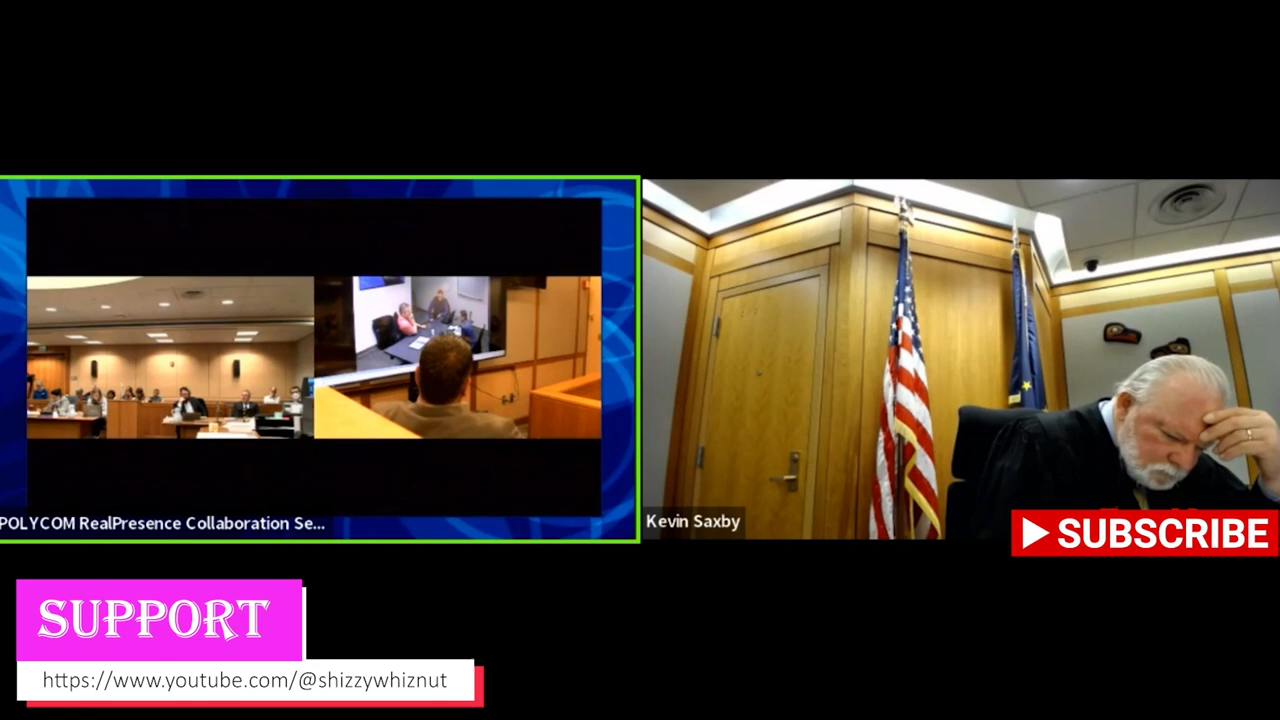 POLYCOM RealPresence Collaboration Se...
Kevin Saxby
SUBSCRIBE
SUPPORT
https://www.youtube.com/@shizzywhiznut